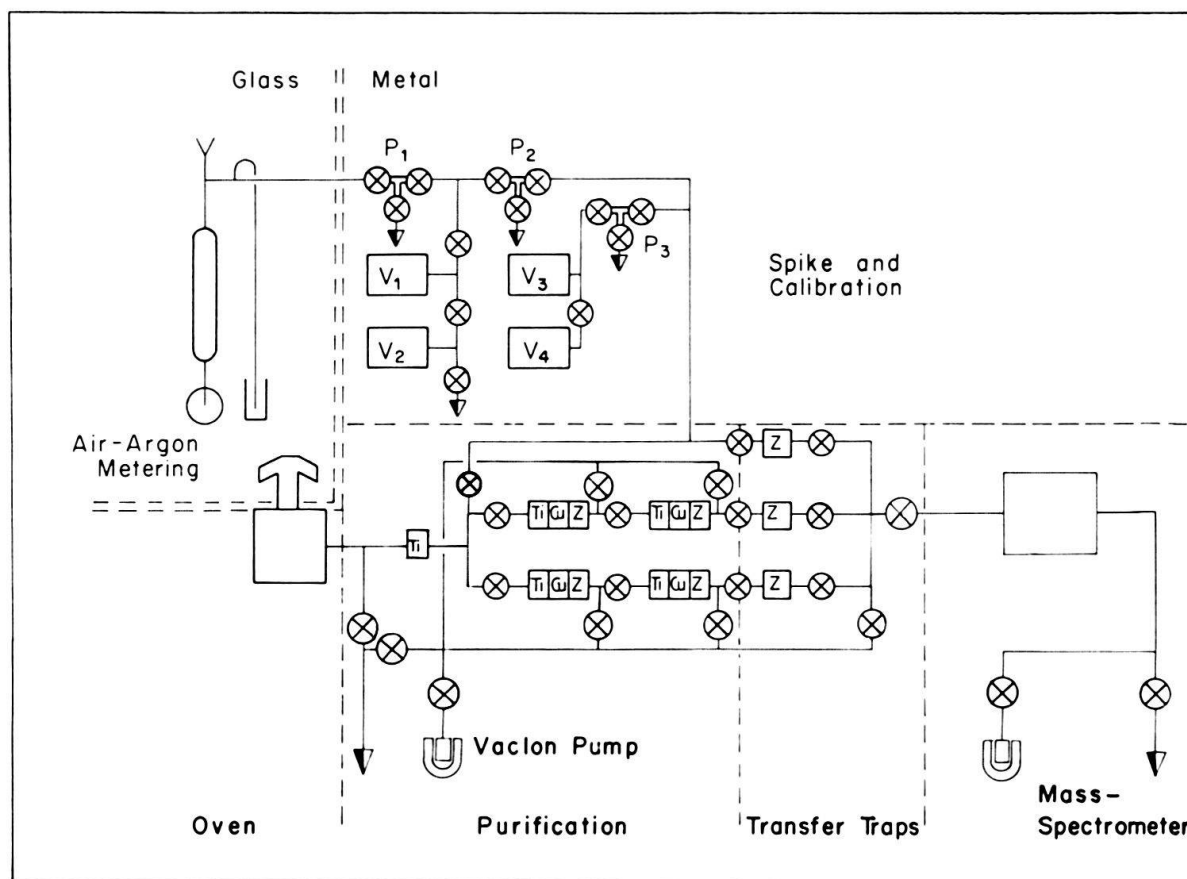 Glass
Metal
P1
P2
P3
V1
V3
V2
V4
Spike and
Calibration
Air-Argon
Metering
Z
Ti Cu Z
Ti Cu Z
Z
Ti
Ti Cu Z
Ti Cu Z
Z
VacIon Pump
Mass-
Spectrometer
Oven
Purification
Transfer Traps